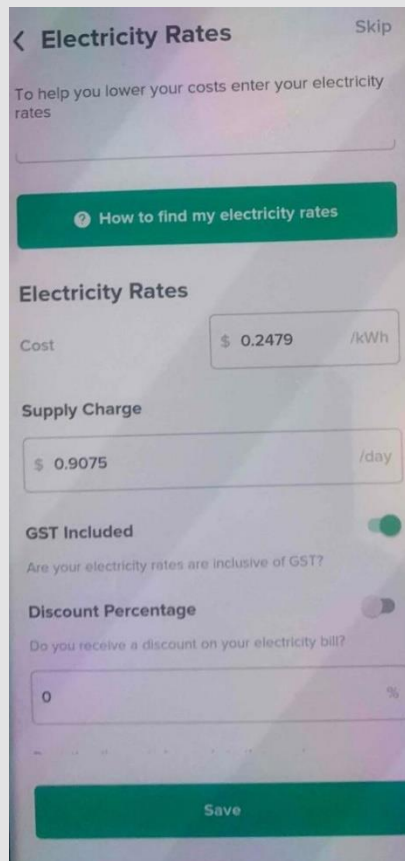 Electricity Rates
Skip
To help you lower your costs enter your electricity
rates
How to find my electricity rates
Electricity Rates
Cost
$ 0.2479 /kWh
Supply Charge
$ 0.9075 /day
GST Included
Are your electricity rates are inclusive of GST?
Discount Percentage
Do you receive a discount on your electricity bill?
0 %
Save